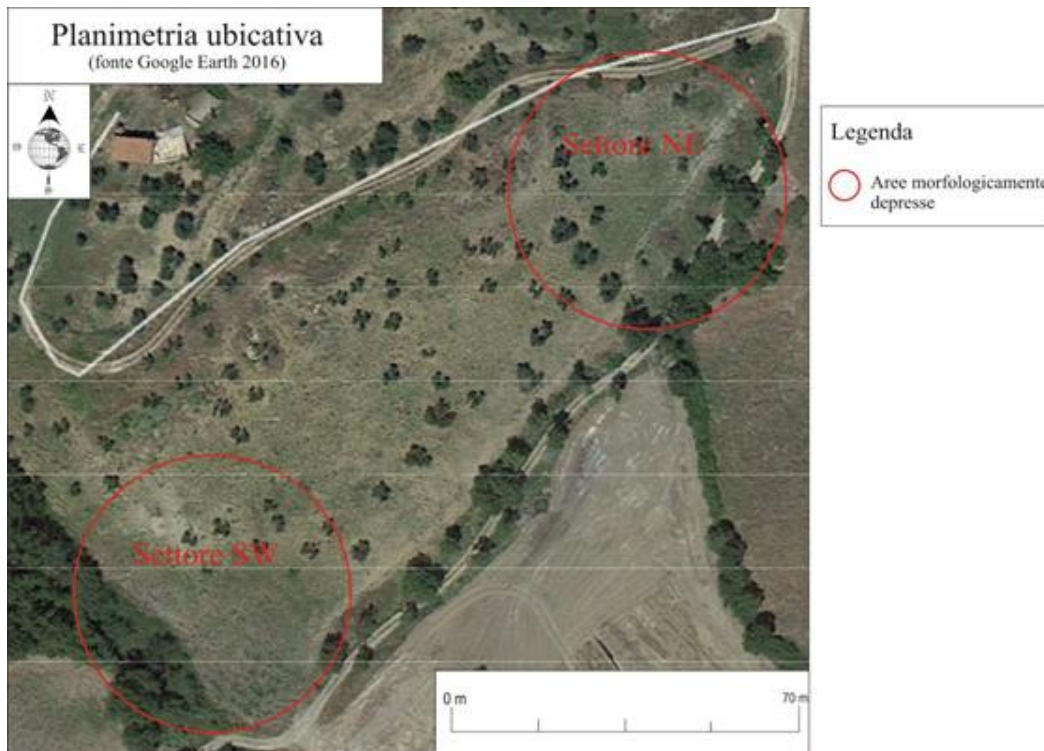 Planimetria ubicativa
(fonte Google Earth 2016)
N
Settore NE
Legenda
Aree morfologicamente
depresse
Settore SW
0 m
70 m